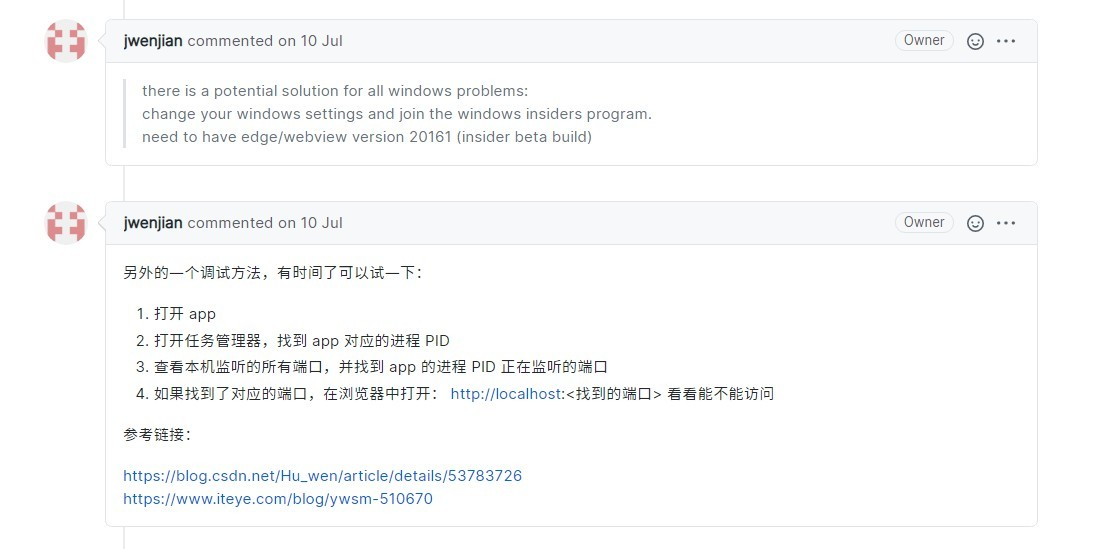 jwenjian commented on 10 Jul
Owner
there is a potential solution for all windows problems:
change your windows settings and join the windows insiders program.
need to have edge/webview version 20161 (insider beta build)
jwenjian commented on 10 Jul
Owner
另外的一个调试方法，有时间了可以试一下：
1. 打开 app
2. 打开任务管理器，找到 app 对应的进程 PID
3. 查看本机监听的所有端口，并找到 app 的进程 PID 正在监听的端口
4. 如果找到了对应的端口，在浏览器中打开： http://localhost:<找到的端口> 看看能不能访问
参考链接：
https://blog.csdn.net/Hu_wen/article/details/53783726
https://www.iteye.com/blog/ywsm-510670